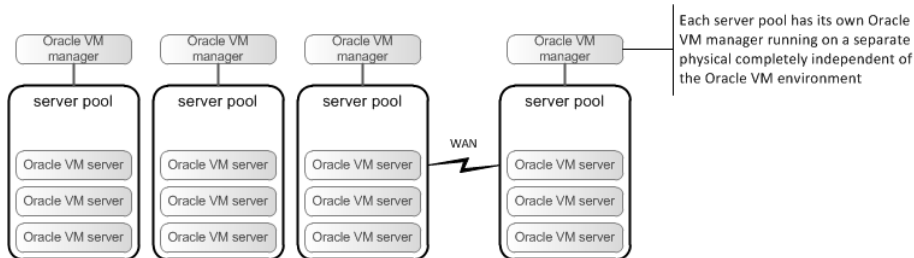 Oracle VM
manager
Oracle VM
manager
Oracle VM
manager
Oracle VM
manager
Each server pool has its own Oracle
VM manager running on a separate
physical completely independent of
the Oracle VM environment
server pool
server pool
server pool
server pool
WAN
Oracle VM server
Oracle VM server
Oracle VM server
Oracle VM server
Oracle VM server
Oracle VM server
Oracle VM server
Oracle VM server
Oracle VM server
Oracle VM server
Oracle VM server
Oracle VM server